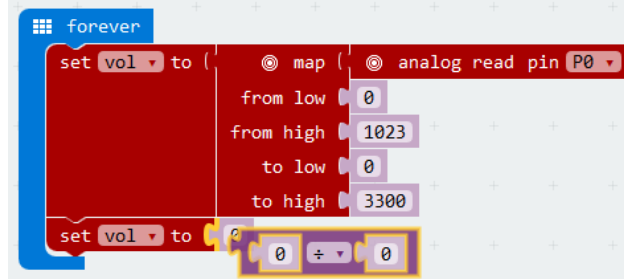 forever
set vol to map analog read pin P0
from low 0
from high 1023
to low 0
to high 3300
set vol to
0 ÷ 0